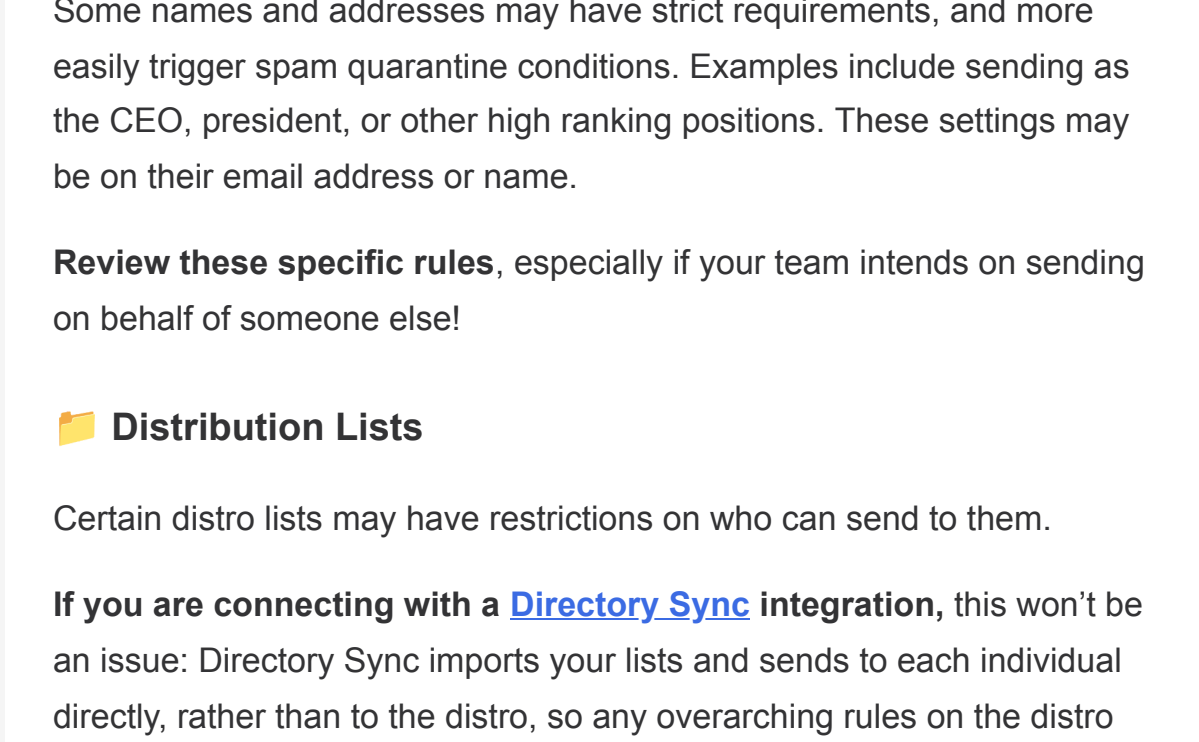 Some names and addresses may have strict requirements, and more
easily trigger spam quarantine conditions. Examples include sending as
the CEO, president, or other high ranking positions. These settings may
be on their email address or name.
Review these specific rules, especially if your team intends on sending
on behalf of someone else!
📁 Distribution Lists
Certain distro lists may have restrictions on who can send to them.
If you are connecting with a Directory Sync integration, this won’t be
an issue: Directory Sync imports your lists and sends to each individual
directly, rather than to the distro, so any overarching rules on the distro